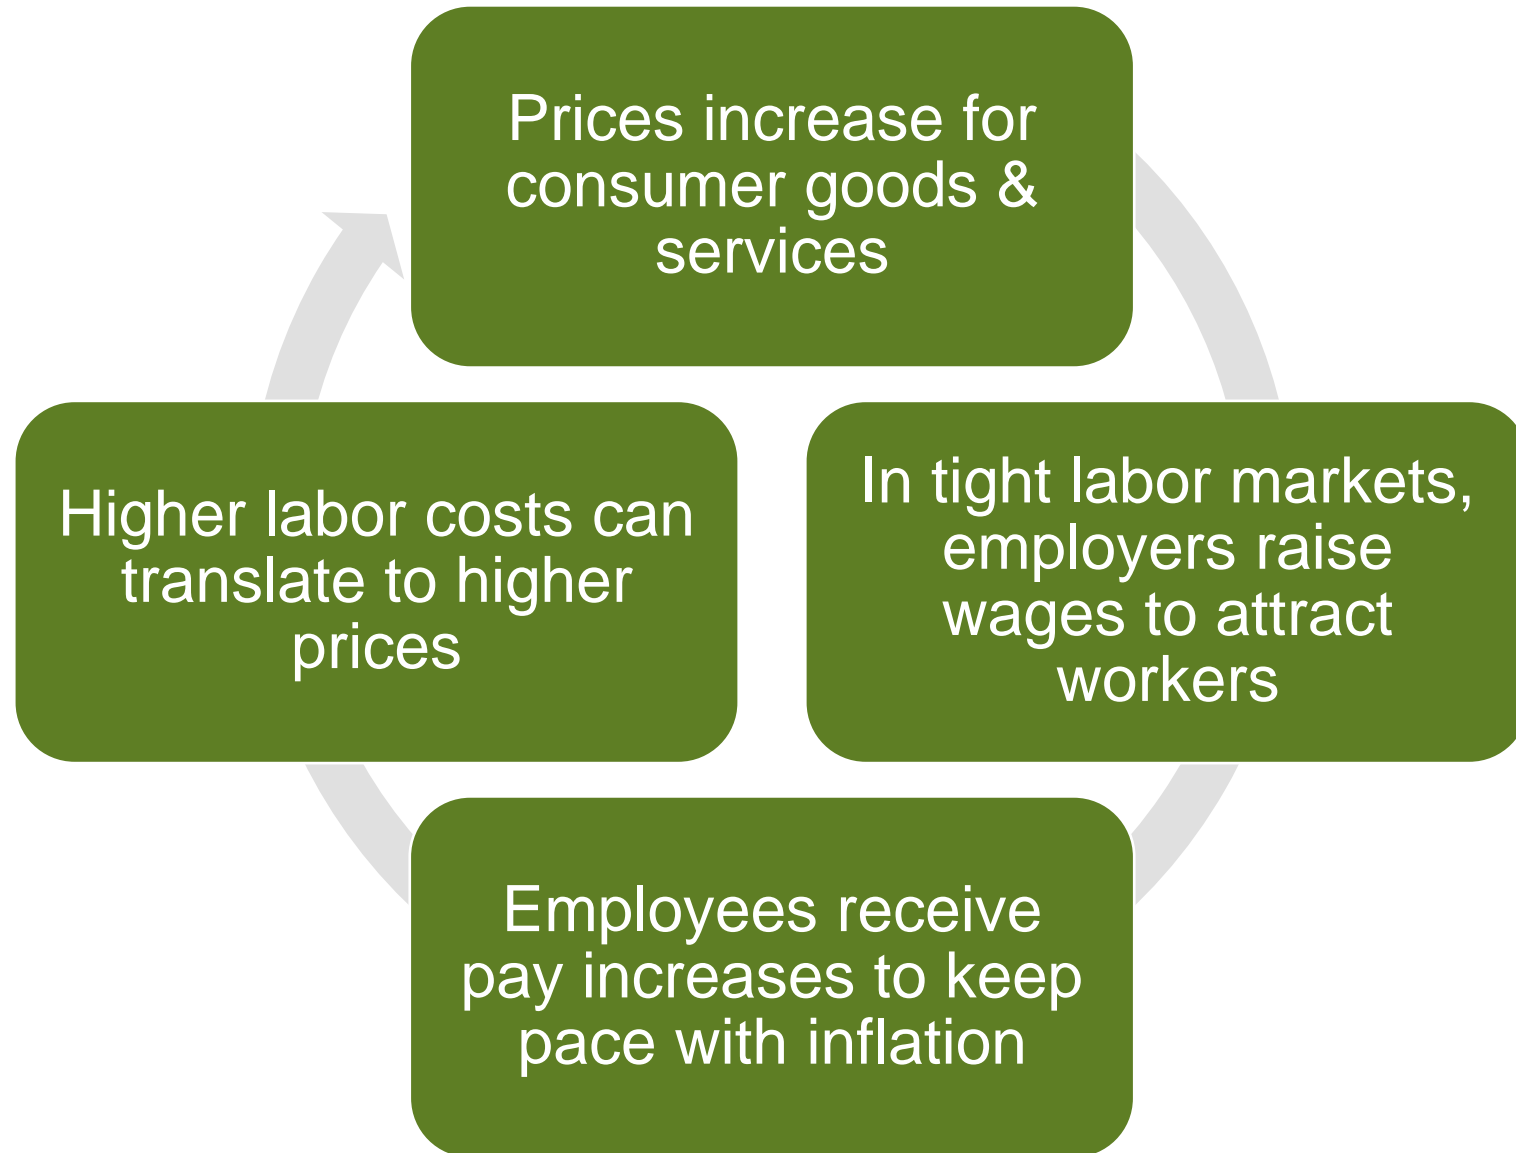 Prices increase for
consumer goods &
services
In tight labor markets,
employers raise
wages to attract
workers
Employees receive
pay increases to keep
pace with inflation
Higher labor costs can
translate to higher
prices